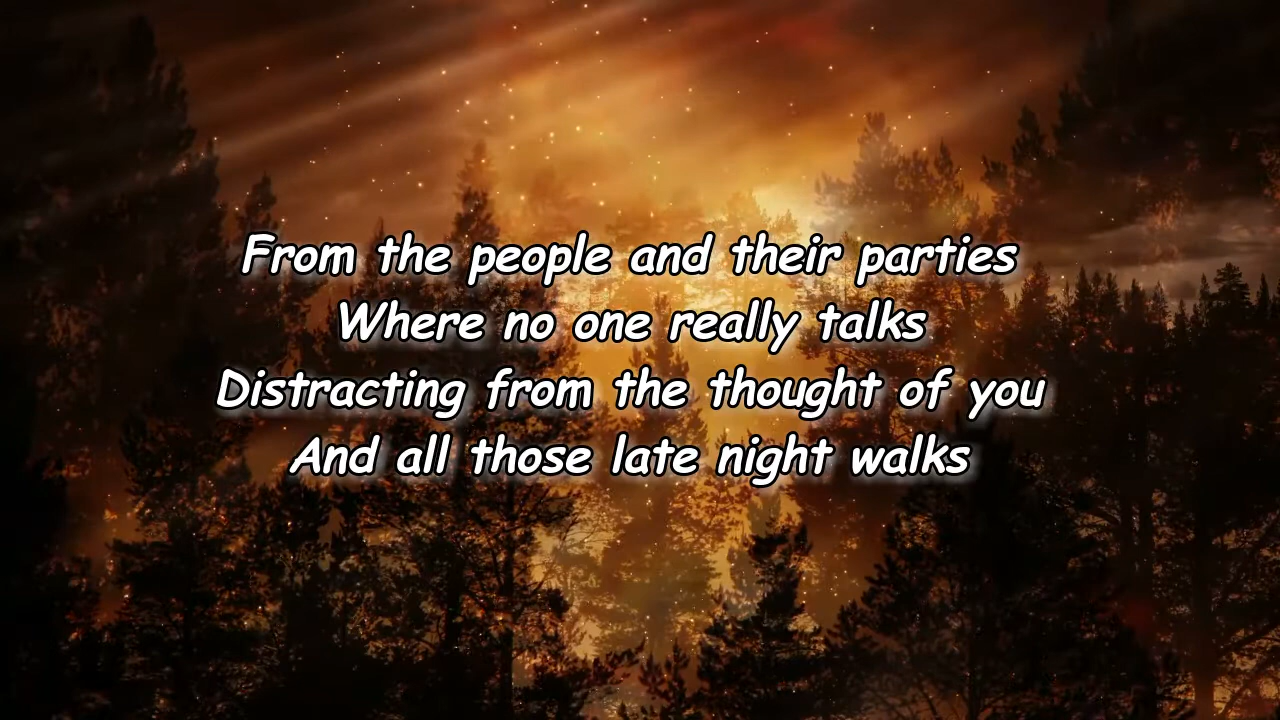 From the people and their parties
Where no one really talks
Distracting from the thought of you
And all those late night walks